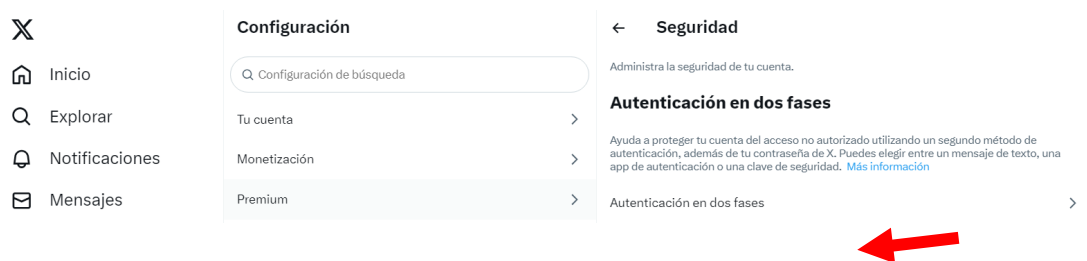 Inicio
Explorar
Notificaciones
Mensajes
Configuración
Configuración de búsqueda
Tu cuenta
Monetización
Premium
Seguridad
Administra la seguridad de tu cuenta.
Autenticación en dos fases
Ayuda a proteger tu cuenta del acceso no autorizado utilizando un segundo método de
autenticación, además de tu contraseña de X. Puedes elegir entre un mensaje de texto, una
app de autenticación o una clave de seguridad. Más información
Autenticación en dos fases